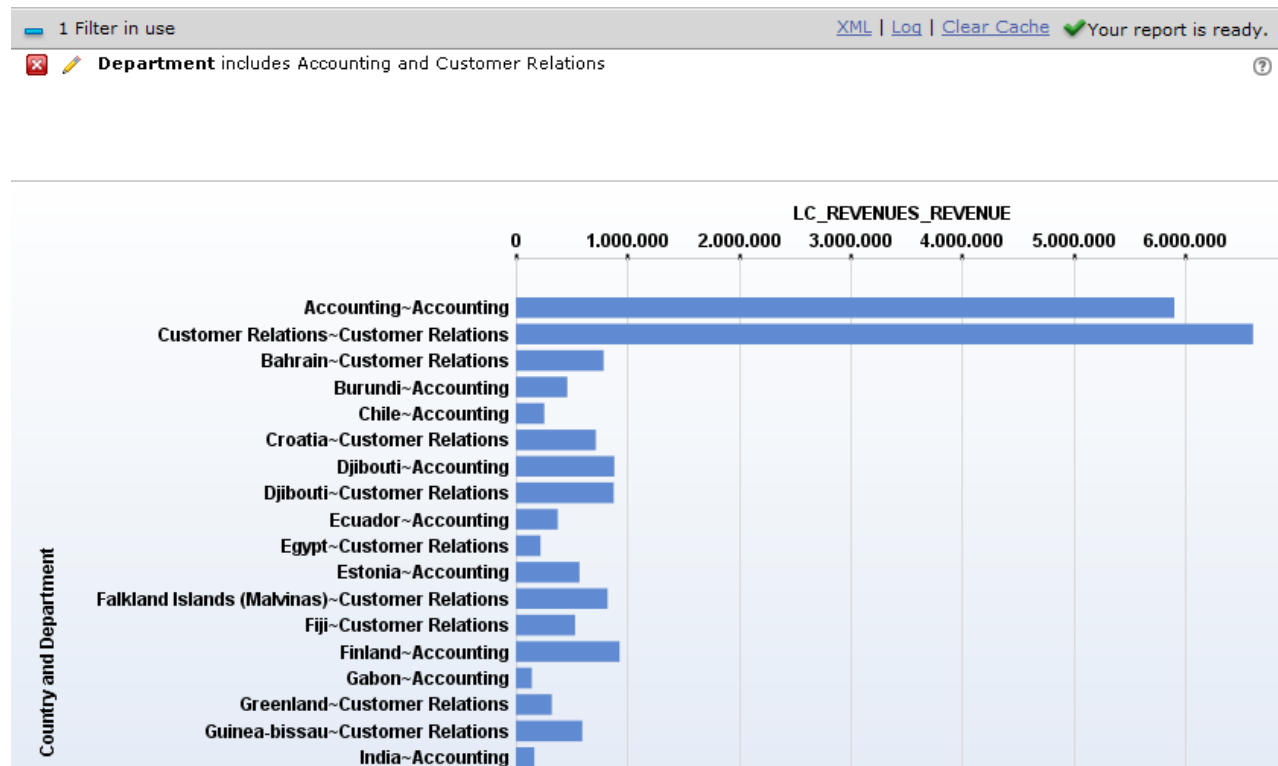 1 Filter in use XML | Log | Clear Cache Your report is ready.
Department includes Accounting and Customer Relations ?
LC_REVENUES_REVENUE
0 1.000.000 2.000.000 3.000.000 4.000.000 5.000.000 6.000.000
Accounting~Accounting
Customer Relations~Customer Relations
Bahrain~Customer Relations
Burundi~Accounting
Chile~Accounting
Croatia~Customer Relations
Djibouti~Accounting
Djibouti~Customer Relations
Ecuador~Accounting
Egypt~Customer Relations
Estonia~Accounting
Falkland Islands (Malvinas)~Customer Relations
Fiji~Customer Relations
Finland~Accounting
Gabon~Accounting
Greenland~Customer Relations
Guinea-bissau~Customer Relations
India~Accounting
Country and Department